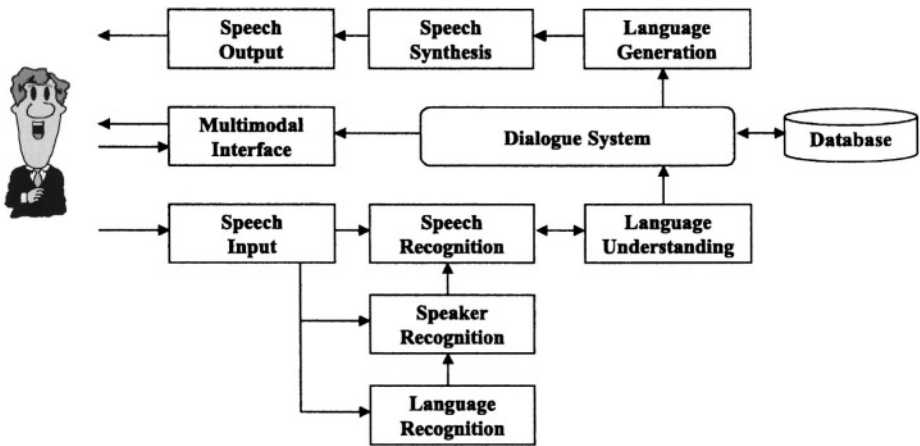 Speech
Output
Speech
Synthesis
Language
Generation
Multimodal
Interface
Dialogue System
Database
Speech
Input
Speech
Recognition
Language
Understanding
Speaker
Recognition
Language
Recognition